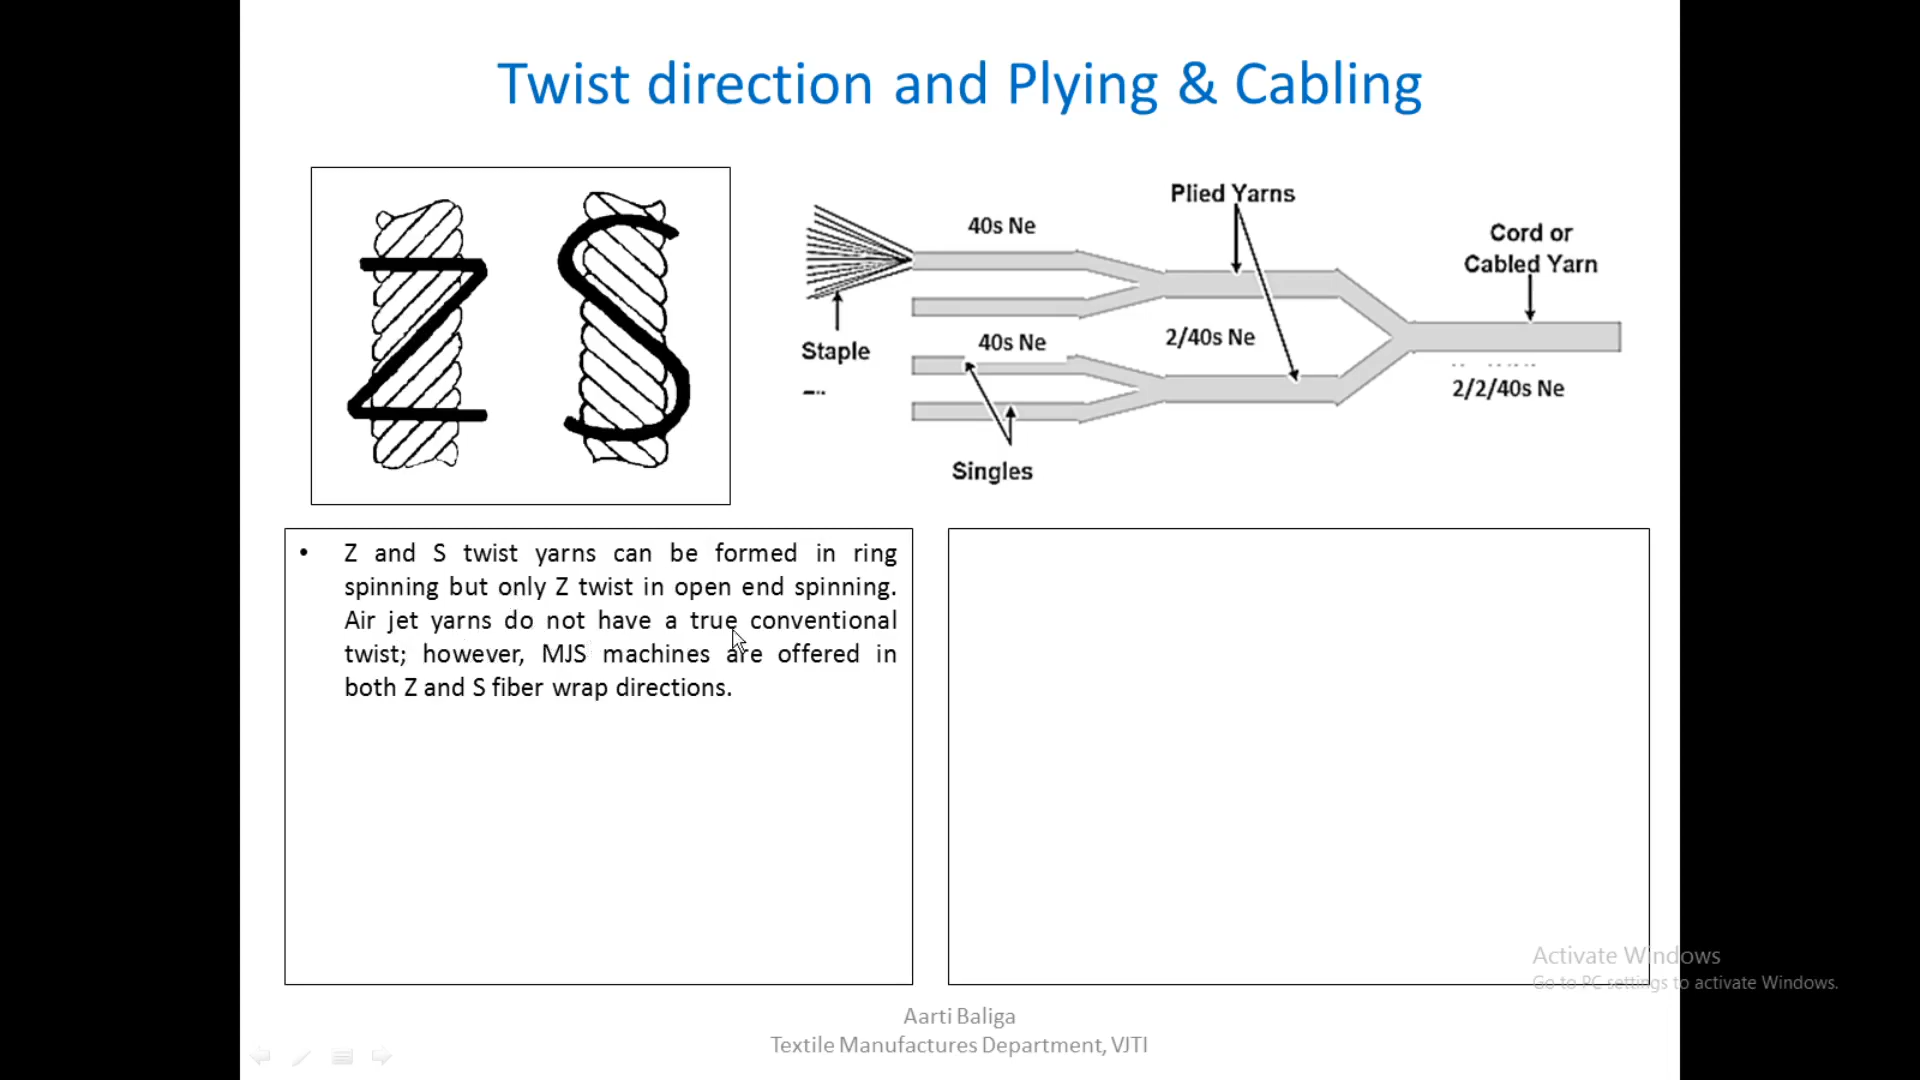 Twist direction and Plying & Cabling
Z
S
Plied Yarns
40s Ne
Cord or
Cabled Yarn
Staple
40s Ne
2/40s Ne
2/2/40s Ne
Singles
• Z and S twist yarns can be formed in ring
spinning but only Z twist in open end spinning.
Air jet yarns do not have a true conventional
twist; however, MJS machines are offered in
both Z and S fiber wrap directions.
Activate Windows
Go to PC settings to activate Windows.
Aarti Baliga
Textile Manufactures Department, VJTI